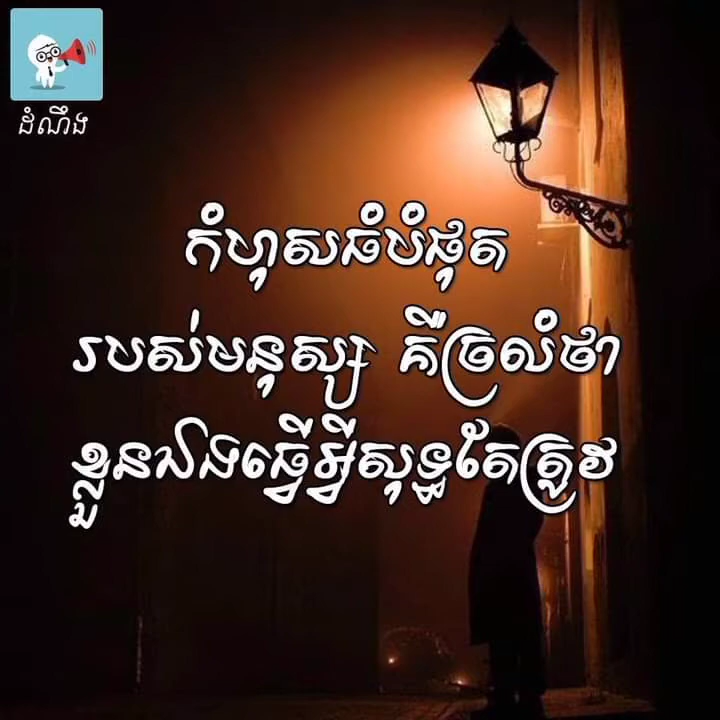 ដំណឹង
កំហុសធំបំផុត
របស់មនុស្ស គឺច្រលំថា
ខ្លួនឯងធ្វើអ្វីសុទ្ធតែត្រូវ